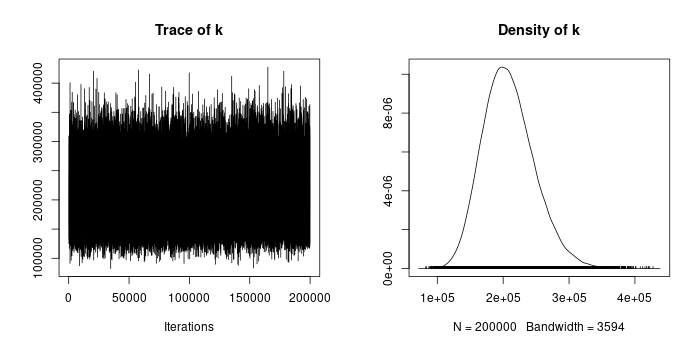 Trace of k
100000 200000 300000 400000
0 50000 100000 150000 200000
Iterations
Density of k
0e+00 4e-06 8e-06
1e+05 2e+05 3e+05 4e+05
N = 200000 Bandwidth = 3594